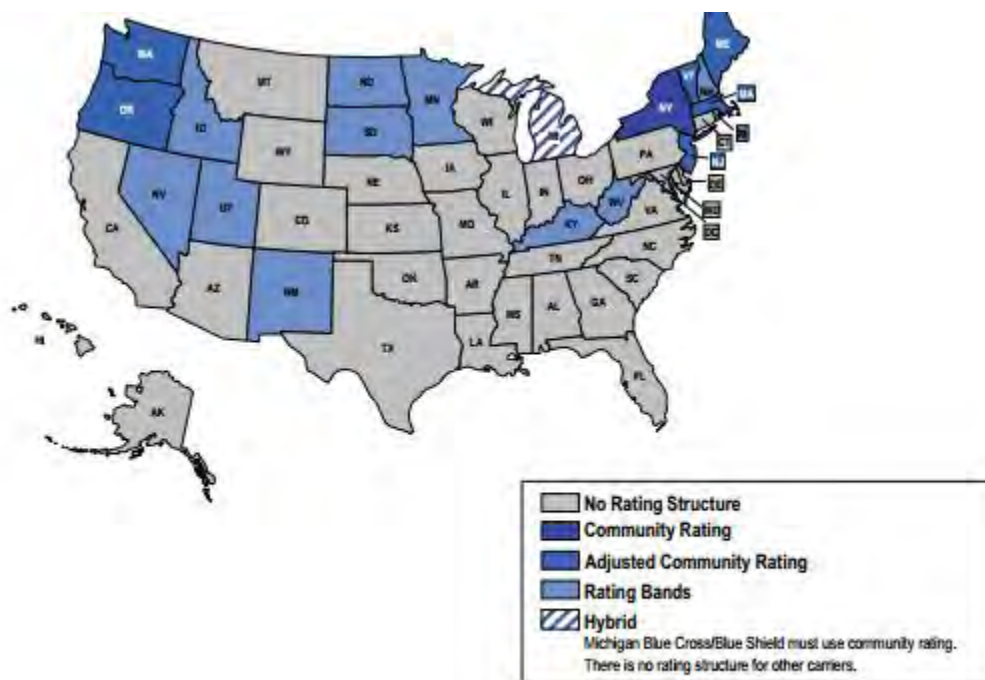 WA
MT
ND
ME
OR
ID
MN
VT
NH
MA
SD
WI
NY
MI
RI
WY
CT
IA
PA
NJ
NE
NV
UT
IL
IN
OH
DE
CO
WV
MD
CA
KS
MO
KY
VA
DC
NC
TN
AZ
OK
AR
SC
NM
MS
AL
GA
HI
TX
LA
FL
AK
No Rating Structure
Community Rating
Adjusted Community Rating
Rating Bands
Hybrid
Michigan Blue Cross/Blue Shield must use community rating.
There is no rating structure for other carriers.